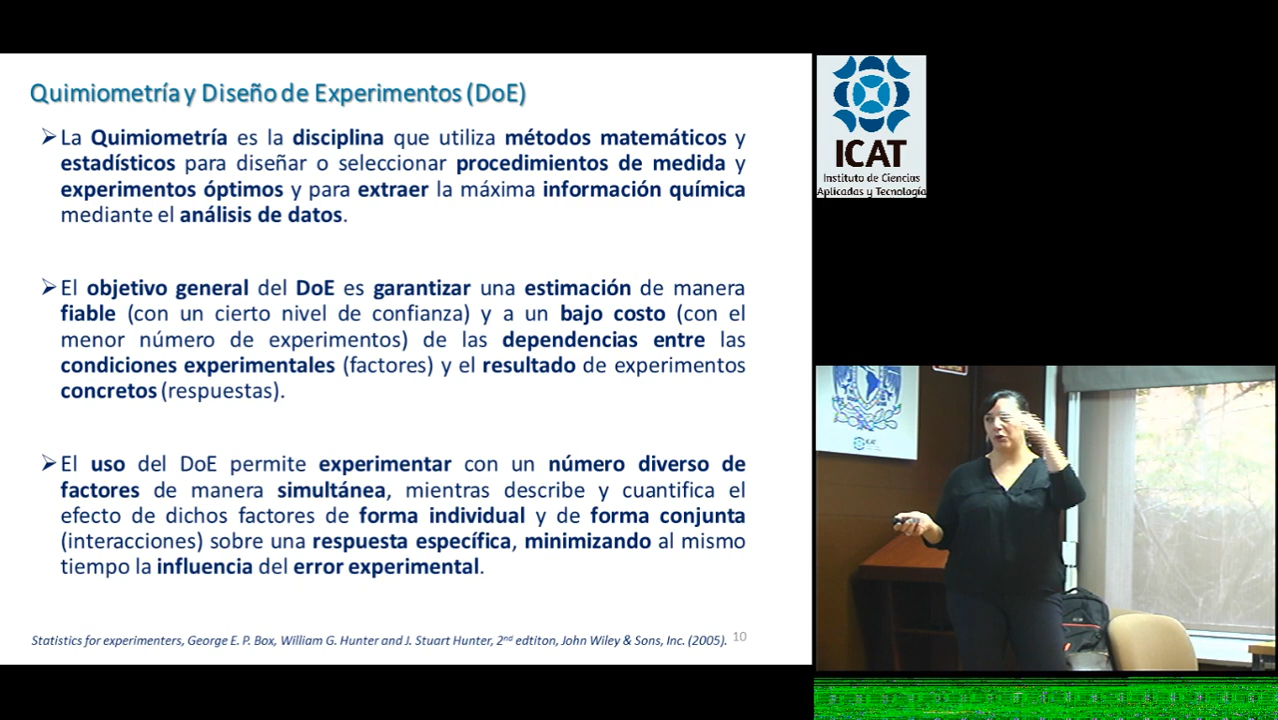 Quimiometría y Diseño de Experimentos (DoE)
➢La Quimiometría es la disciplina que utiliza métodos matemáticos y
estadísticos para diseñar o seleccionar procedimientos de medida y
experimentos óptimos y para extraer la máxima información química
mediante el análisis de datos.
➢El objetivo general del DoE es garantizar una estimación de manera
fiable (con un cierto nivel de confianza) y a un bajo costo (con el
menor número de experimentos) de las dependencias entre las
condiciones experimentales (factores) y el resultado de experimentos
concretos (respuestas).
➢El uso del DoE permite experimentar con un número diverso de
factores de manera simultánea, mientras describe y cuantifica el
efecto de dichos factores de forma individual y de forma conjunta
(interacciones) sobre una respuesta específica, minimizando al mismo
tiempo la influencia del error experimental.
Statistics for experimenters, George E. P. Box, William G. Hunter and J. Stuart Hunter, 2nd edtiton, John Wiley & Sons, Inc. (2005). 10
ICAT
Instituto de Ciencias
Aplicadas y Tecnología
ICAT